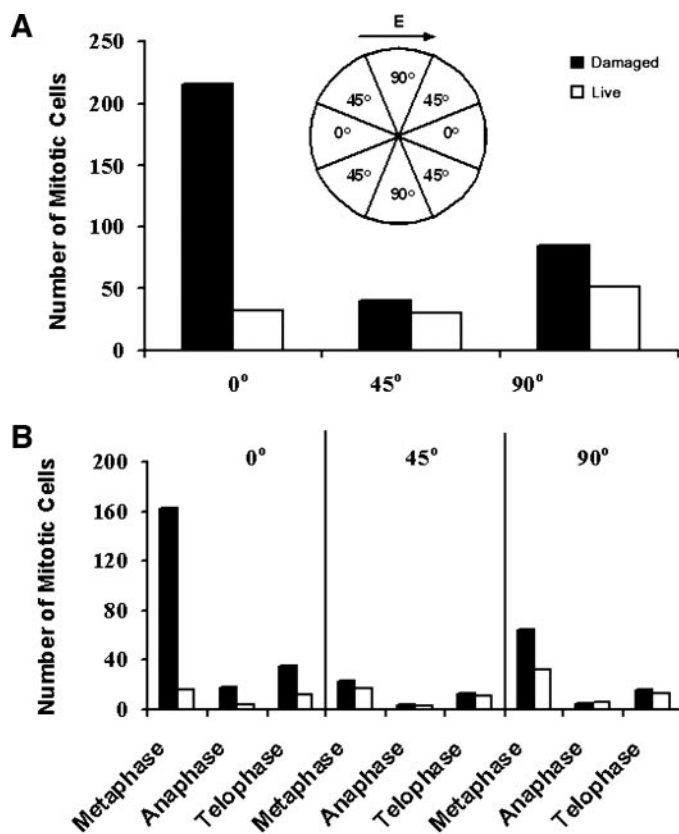 A
E
250
200
150
100
50
0
Number of Mitotic Cells
90°
45° 45°
0° 0°
45° 45°
90°
Damaged
Live
0° 45° 90°
B
200
160
120
80
40
0
Number of Mitotic Cells
0° 45° 90°
Metaphase
Anaphase
Telophase
Metaphase
Anaphase
Telophase
Metaphase
Anaphase
Telophase